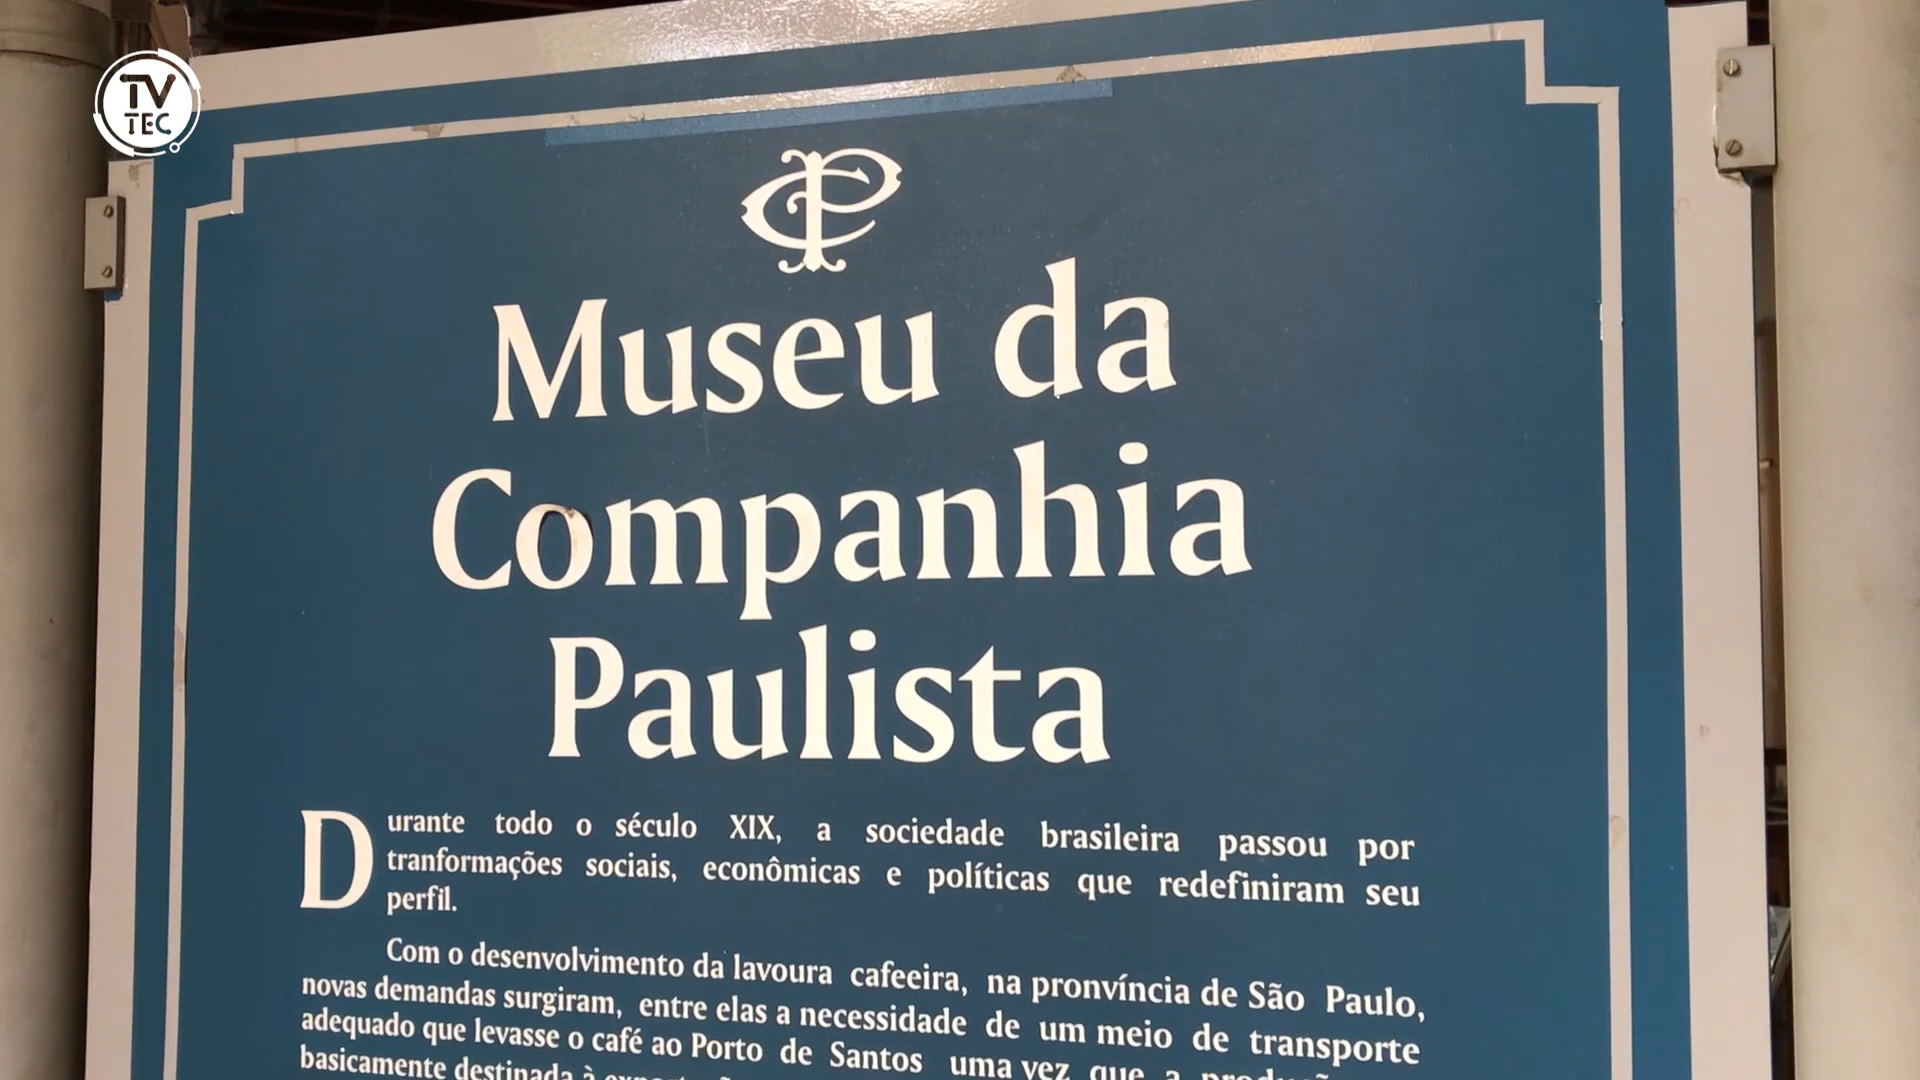 TV
TEC
CP
Museu da
Companhia
Paulista
Durante todo o século XIX, a sociedade brasileira passou por
tranformações sociais, econômicas e políticas que redefiniram seu
perfil.
Com o desenvolvimento da lavoura cafeeira, na pronvíncia de São Paulo,
novas demandas surgiram, entre elas a necessidade de um meio de transporte
adequado que levasse o café ao Porto de Santos uma vez que a
basicamente destinada à